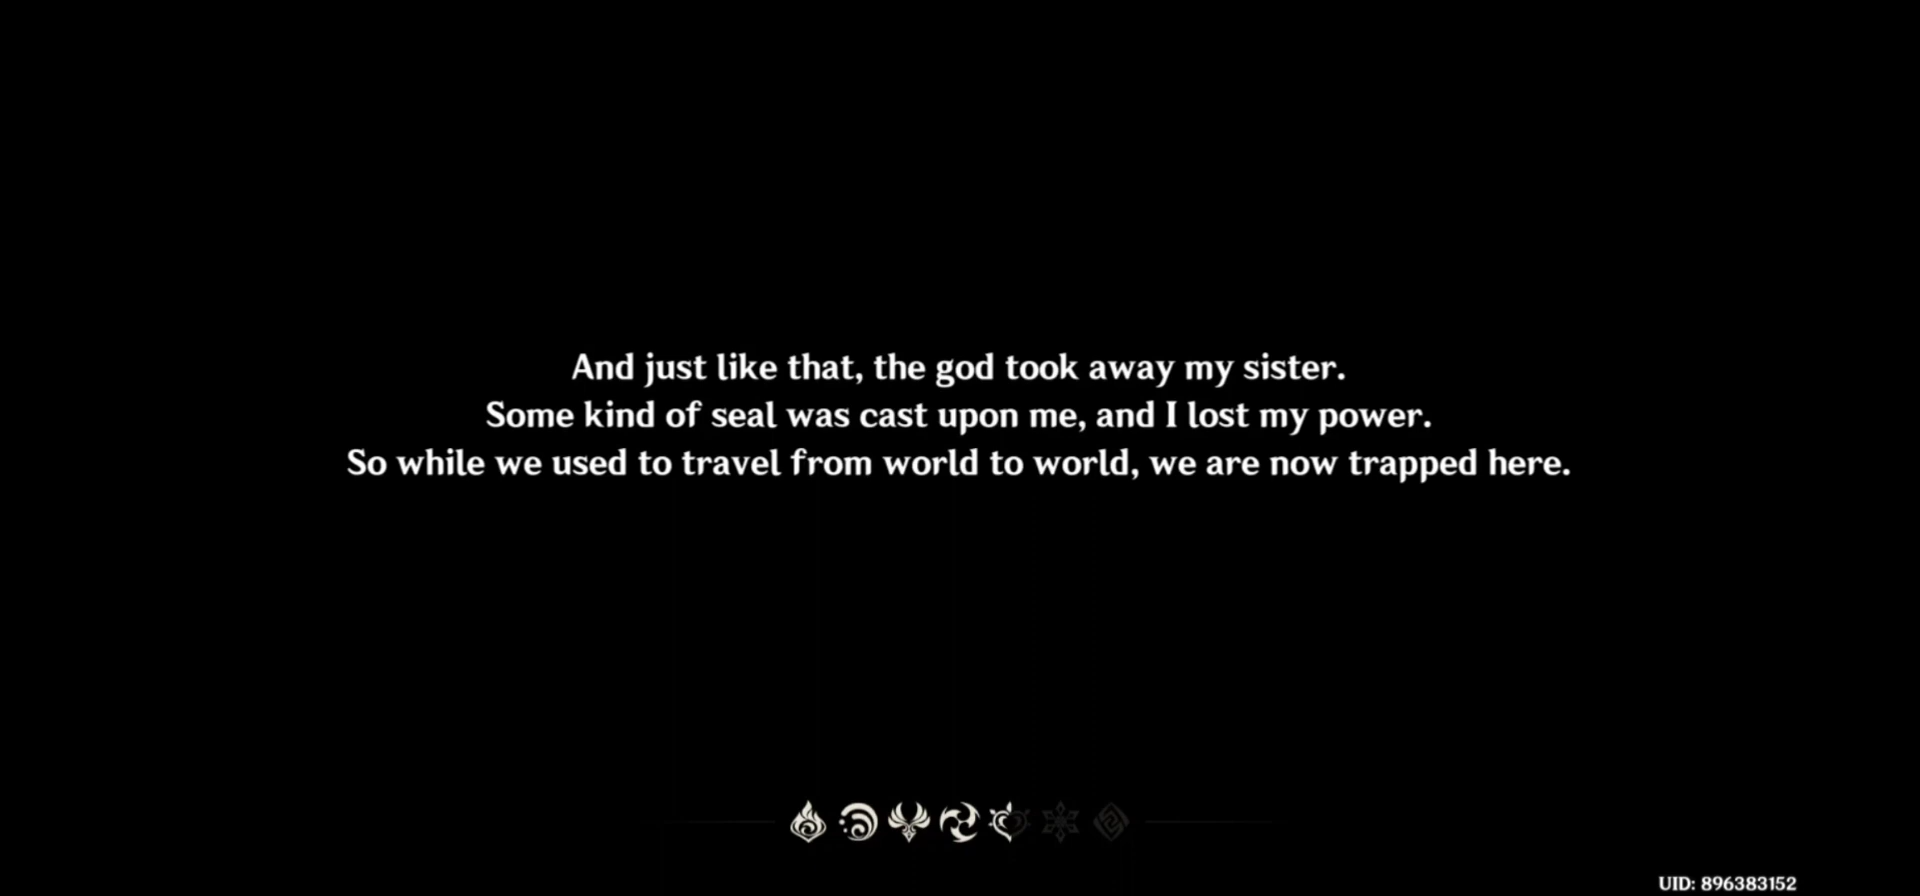 And just like that, the god took away my sister.
Some kind of seal was cast upon me, and I lost my power.
So while we used to travel from world to world, we are now trapped here.
UID: 896383152